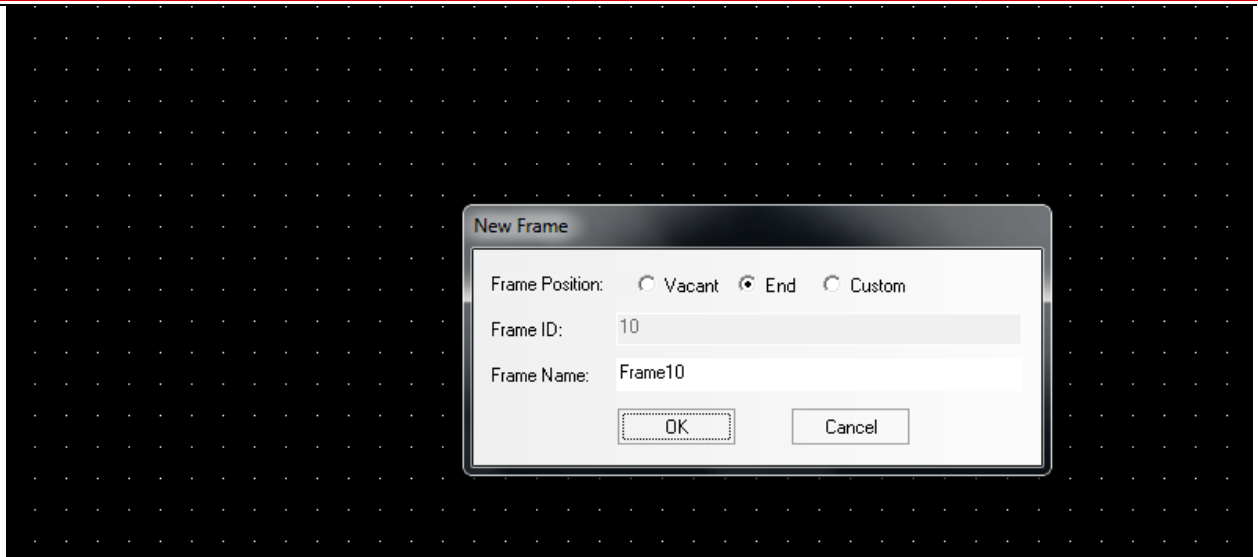 New Frame
Frame Position: Vacant End Custom
Frame ID: 10
Frame Name: Frame10
OK Cancel